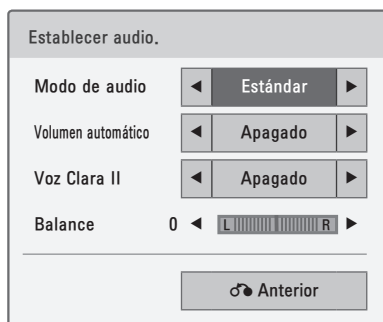 Establecer audio.
Modo de audio ◄ Estándar ►
Volumen automático ◄ Apagado ►
Voz Clara II ◄ Apagado ►
Balance 0 ◄ L R ►
Anterior